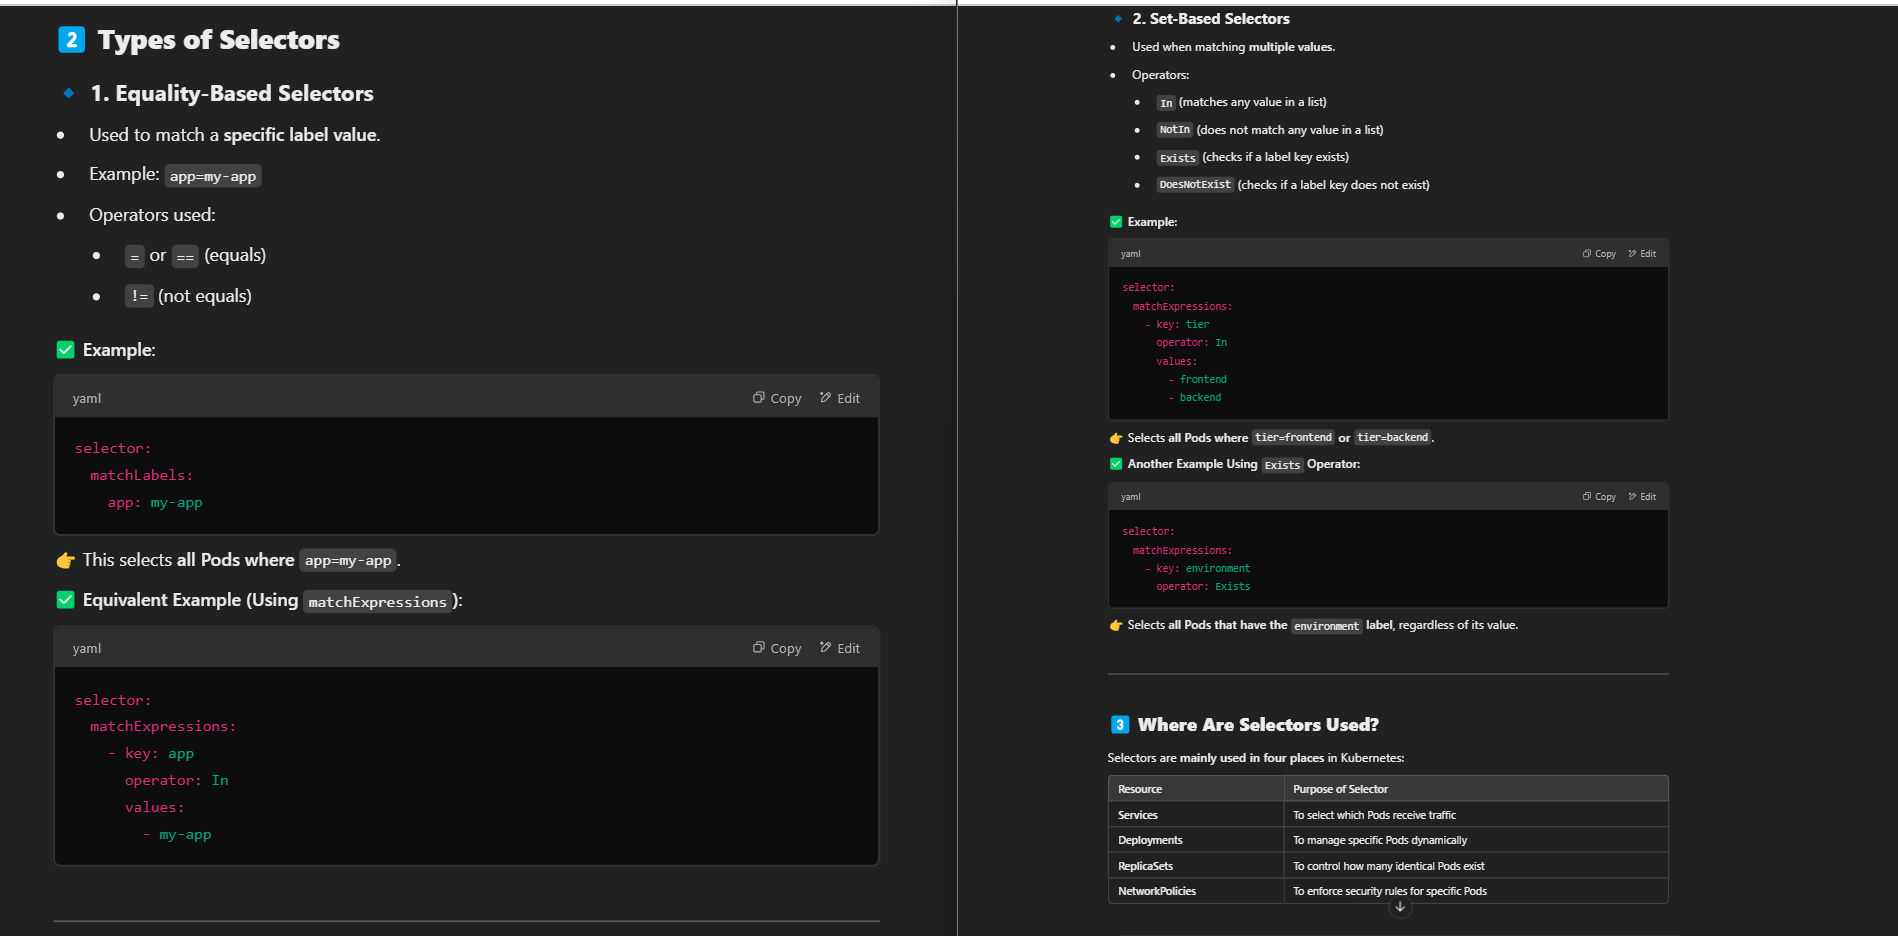 2 Types of Selectors
1. Equality-Based Selectors
Used to match a specific label value.
Example: app=my-app
Operators used:
= or == (equals)
!= (not equals)
Example:
yaml Copy Edit
selector:
matchLabels:
app: my-app
This selects all Pods where app=my-app.
Equivalent Example (Using matchExpressions):
yaml Copy Edit
selector:
matchExpressions:
- key: app
operator: In
values:
- my-app
2. Set-Based Selectors
Used when matching multiple values.
Operators:
In (matches any value in a list)
NotIn (does not match any value in a list)
Exists (checks if a label key exists)
DoesNotExist (checks if a label key does not exist)
Example:
yaml Copy Edit
selector:
matchExpressions:
- key: tier
operator: In
values:
- frontend
- backend
Selects all Pods where tier=frontend or tier=backend.
Another Example Using Exists Operator:
yaml Copy Edit
selector:
matchExpressions:
- key: environment
operator: Exists
Selects all Pods that have the environment label, regardless of its value.
3 Where Are Selectors Used?
Selectors are mainly used in four places in Kubernetes:
Resource Purpose of Selector
Services To select which Pods receive traffic
Deployments To manage specific Pods dynamically
ReplicaSets To control how many identical Pods exist
NetworkPolicies To enforce security rules for specific Pods